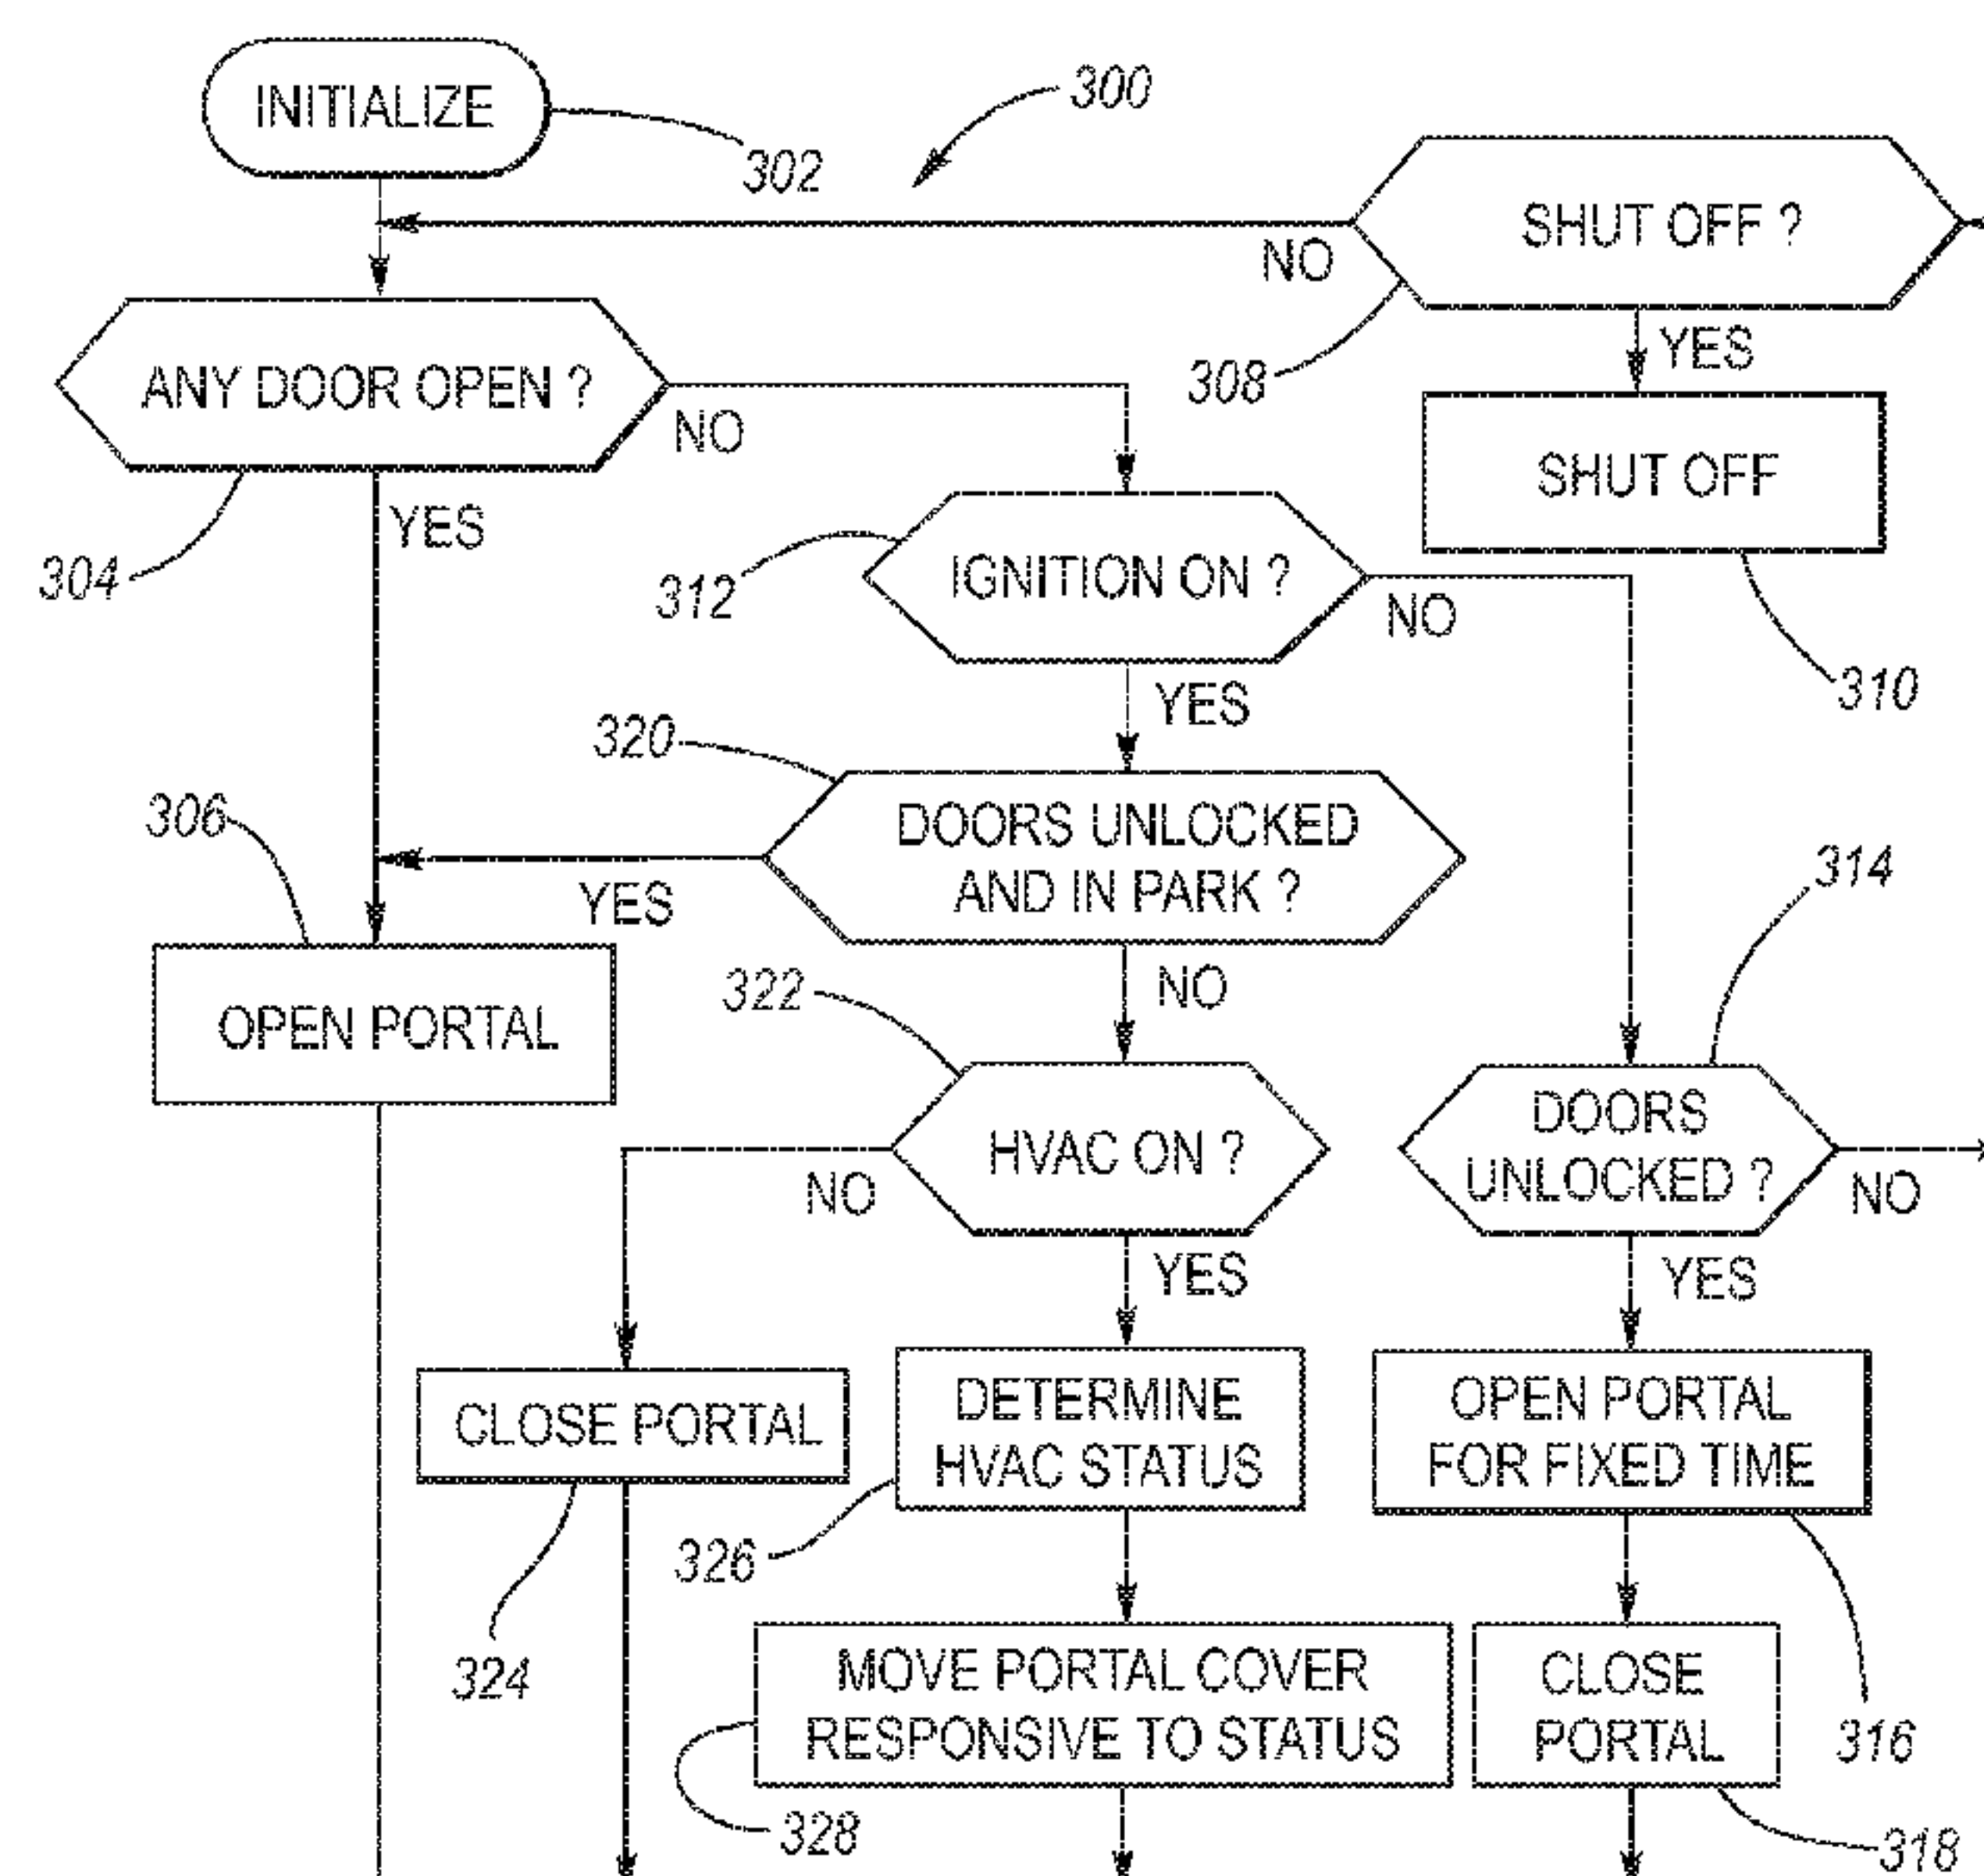 INITIALIZE
300
302
SHUT OFF ?
NO
308
YES
ANY DOOR OPEN ?
NO
SHUT OFF
YES
304
312
IGNITION ON ?
NO
310
YES
320
306
DOORS UNLOCKED
AND IN PARK ?
YES
314
NO
322
OPEN PORTAL
HVAC ON ?
NO
DOORS
UNLOCKED ?
NO
YES
YES
CLOSE PORTAL
DETERMINE
HVAC STATUS
OPEN PORTAL
FOR FIXED TIME
326
324
MOVE PORTAL COVER
RESPONSIVE TO STATUS
CLOSE
PORTAL
316
328
318